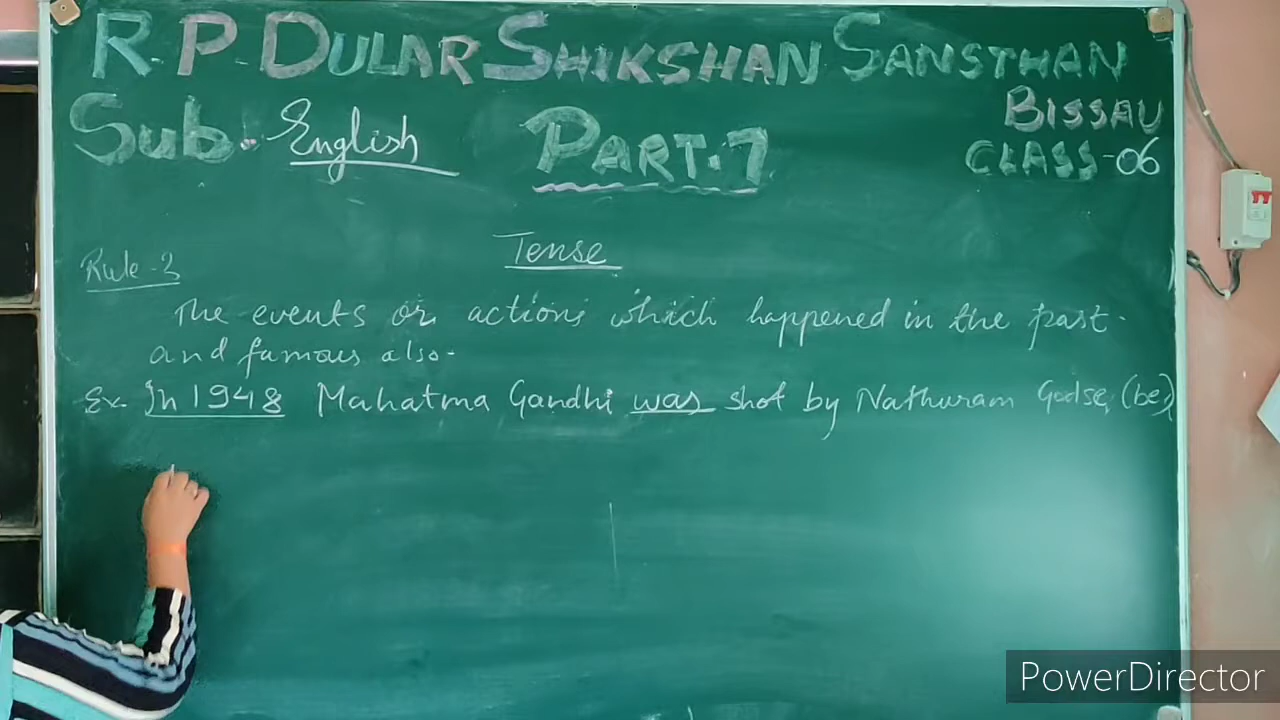 R.P. DULAR SHIKSHAN SANSTHAN
BISSAU
Sub:- English PART-7 CLASS-06
Tense
Rule-3
The events or actions which happened in the past.
and famous also.
Ex. In 1948 Mahatma Gandhi was shot by Nathuram Godse, (be)
PowerDirector